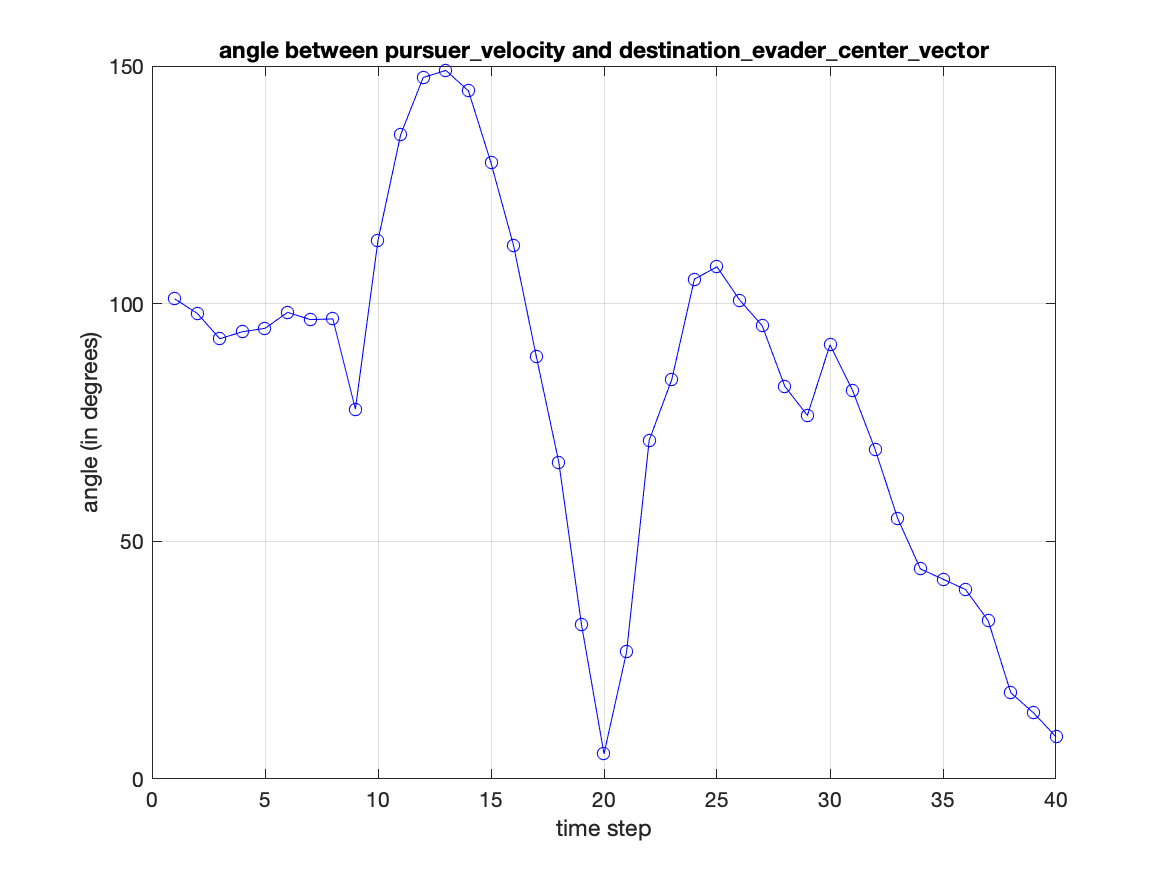 angle between pursuer_velocity and destination_evader_center_vector
150
100
50
0
angle (in degrees)
0 5 10 15 20 25 30 35 40
time step